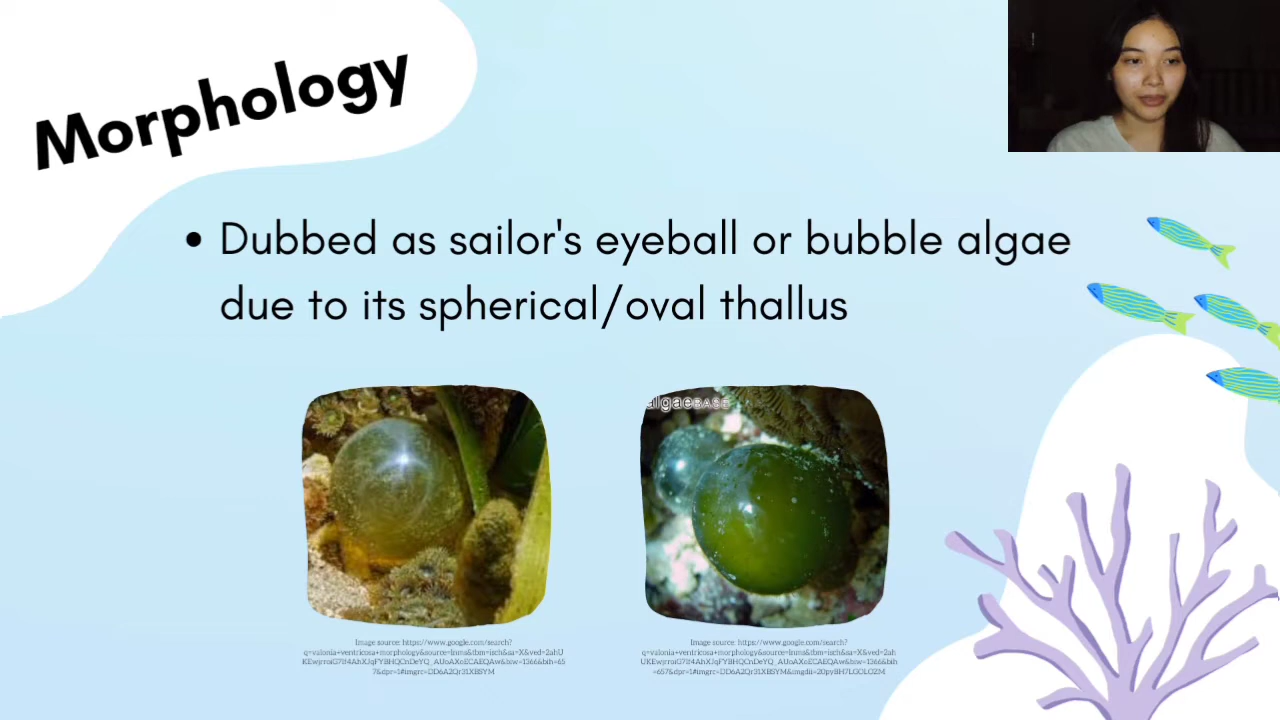 Morphology
• Dubbed as sailor's eyeball or bubble algae
due to its spherical/oval thallus
algaeBASE
Image source: https://www.google.com/search?
Image source: https://www.google.com/search?